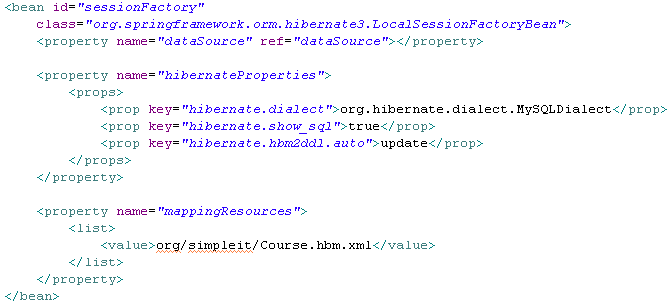 <bean id="sessionFactory"
class="org.springframework.orm.hibernate3.LocalSessionFactoryBean">
<property name="dataSource" ref="dataSource"></property>
<property name="hibernateProperties">
<props>
<prop key="hibernate.dialect">org.hibernate.dialect.MySQLDialect</prop>
<prop key="hibernate.show_sql">true</prop>
<prop key="hibernate.hbm2ddl.auto">update</prop>
</props>
</property>
<property name="mappingResources">
<list>
<value>org/simpleit/Course.hbm.xml</value>
</list>
</property>
</bean>